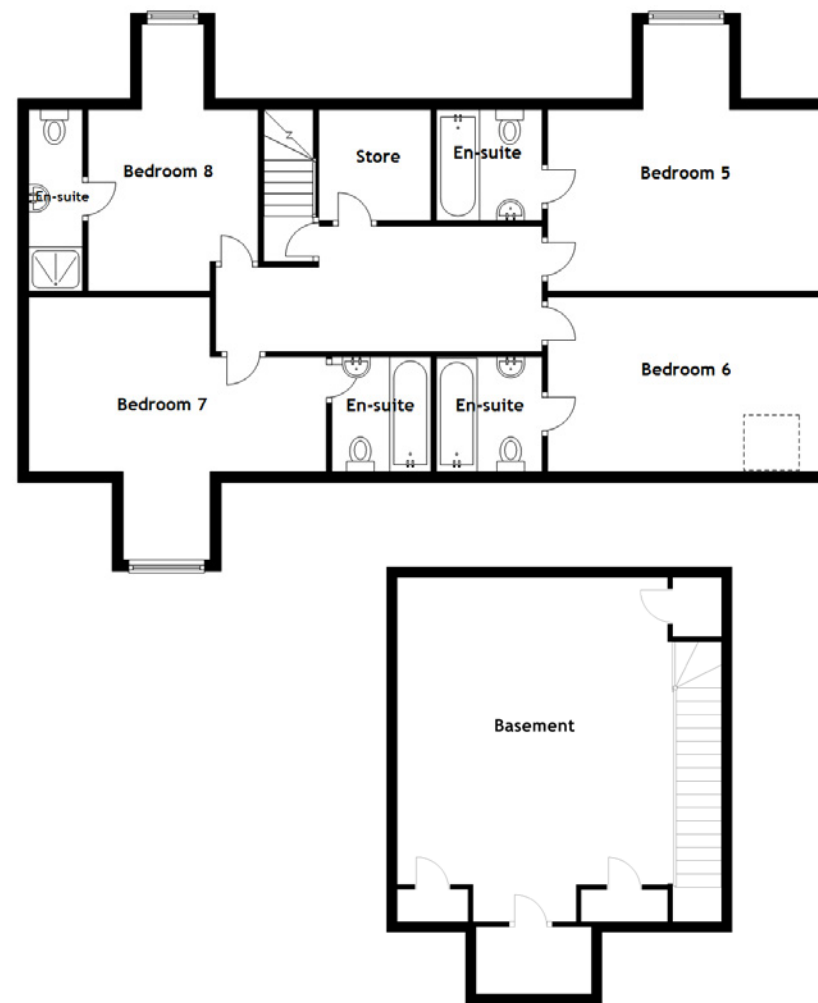 Bedroom 8
Store
En-suite
Bedroom 5
En-suite
Bedroom 6
Bedroom 7
En-suite
En-suite
Basement